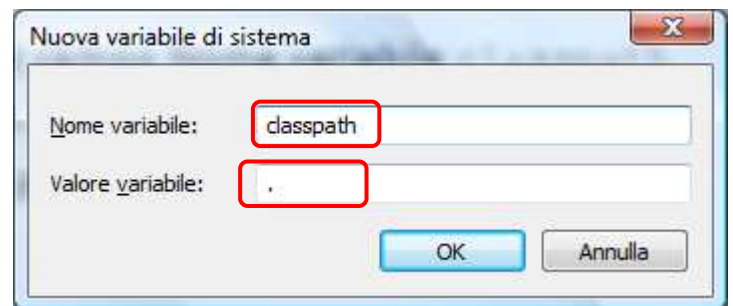 Nuova variabile di sistema
Nome variabile: classpath
Valore variabile: .
OK Annulla